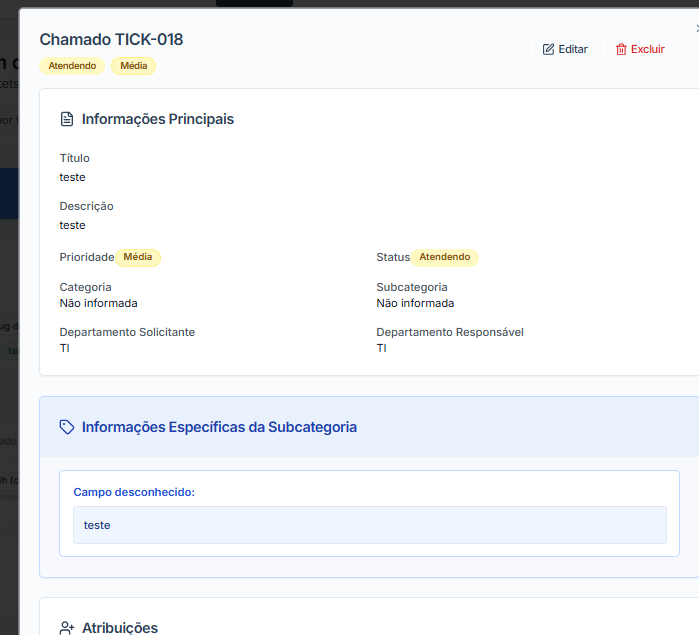 Chamado TICK-018
Editar
Excluir
Atendendo Média
Informações Principais
Título
teste
Descrição
teste
Prioridade Média
Status Atendendo
Categoria
Não informada
Subcategoria
Não informada
Departamento Solicitante
TI
Departamento Responsável
TI
Informações Específicas da Subcategoria
Campo desconhecido:
teste
Atribuições